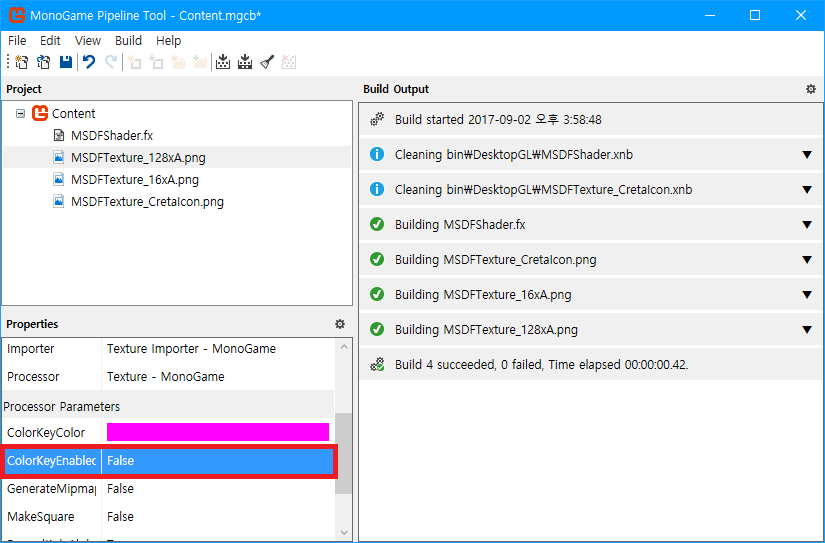 MonoGame Pipeline Tool - Content.mgcb*
File Edit View Build Help
Project
Content
MSDFShader.fx
MSDFTexture_128xA.png
MSDFTexture_16xA.png
MSDFTexture_CretaIcon.png
Properties
Importer Texture Importer - MonoGame
Processor Texture - MonoGame
Processor Parameters
ColorKeyColor
ColorKeyEnabled False
GenerateMipmap False
MakeSquare False
Build Output
Build started 2017-09-02 오후 3:58:48
Cleaning bin₩DesktopGL₩MSDFShader.xnb
Cleaning bin₩DesktopGL₩MSDFTexture_CretaIcon.xnb
Building MSDFShader.fx
Building MSDFTexture_CretaIcon.png
Building MSDFTexture_16xA.png
Building MSDFTexture_128xA.png
Build 4 succeeded, 0 failed, Time elapsed 00:00:00.42.